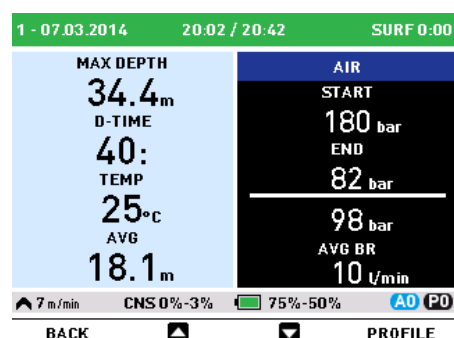 1 - 07.03.2014 20:02 / 20:42 SURF 0:00
MAX DEPTH
34.4m
D-TIME
40:
TEMP
25°C
AVG
18.1m
AIR
START
180 bar
END
82 bar
98 bar
AVG BR
10 ℓ/min
7 m/min CNS 0%-3% 75%-50% A0 P0
BACK PROFILE